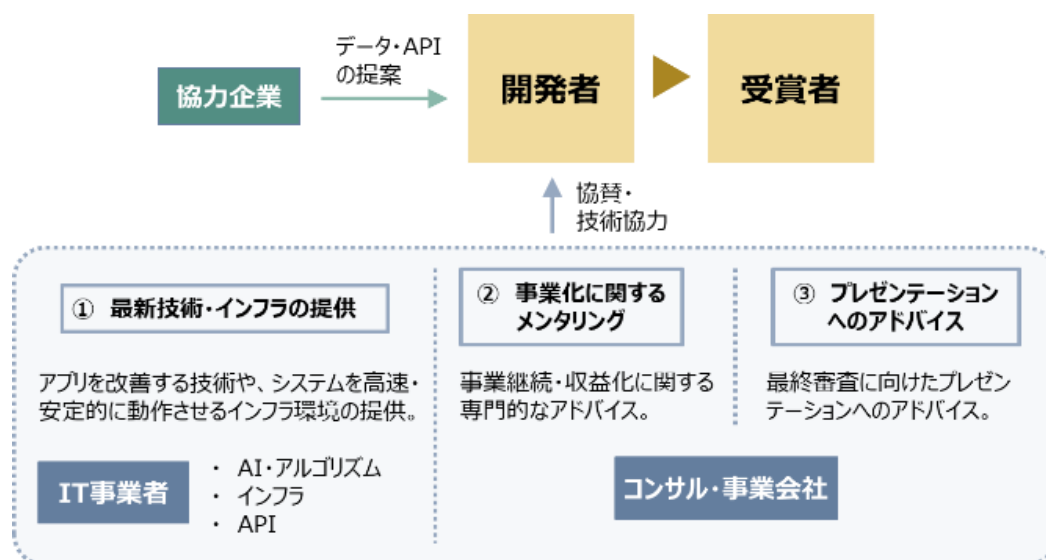 データ・API
の提案
協力企業
開発者
受賞者
協賛・
技術協力
① 最新技術・インフラの提供
アプリを改善する技術や、システムを高速・
安定的に動作させるインフラ環境の提供。
IT事業者
・ AI・アルゴリズム
・ インフラ
・ API
② 事業化に関する
メンタリング
事業継続・収益化に関する
専門的なアドバイス。
③ プレゼンテーション
へのアドバイス
最終審査に向けたプレゼン
テーションへのアドバイス。
コンサル・事業会社